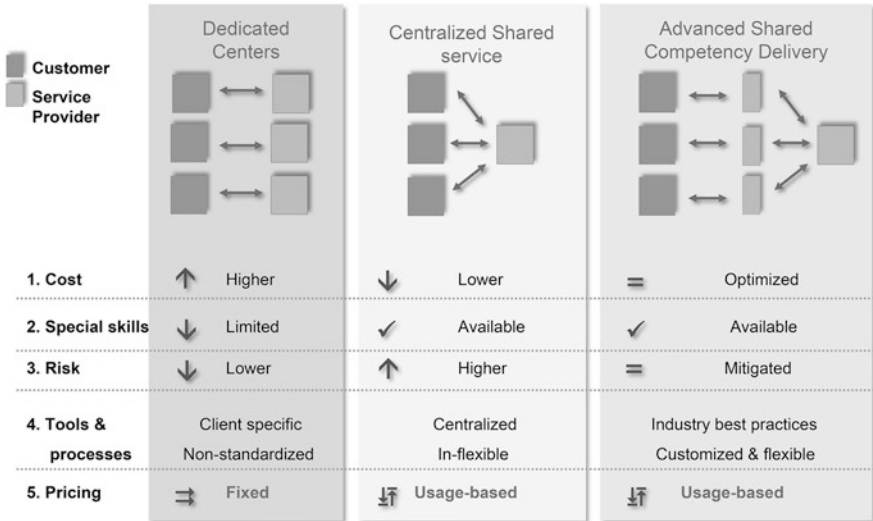 Dedicated
Centers
Centralized Shared
service
Advanced Shared
Competency Delivery
Customer
Service
Provider
1. Cost
Higher
Lower
Optimized
2. Special skills
Limited
Available
Available
3. Risk
Lower
Higher
Mitigated
4. Tools &
Client specific
Centralized
Industry best practices
processes
Non-standardized
In-flexible
Customized & flexible
5. Pricing
Fixed
Usage-based
Usage-based